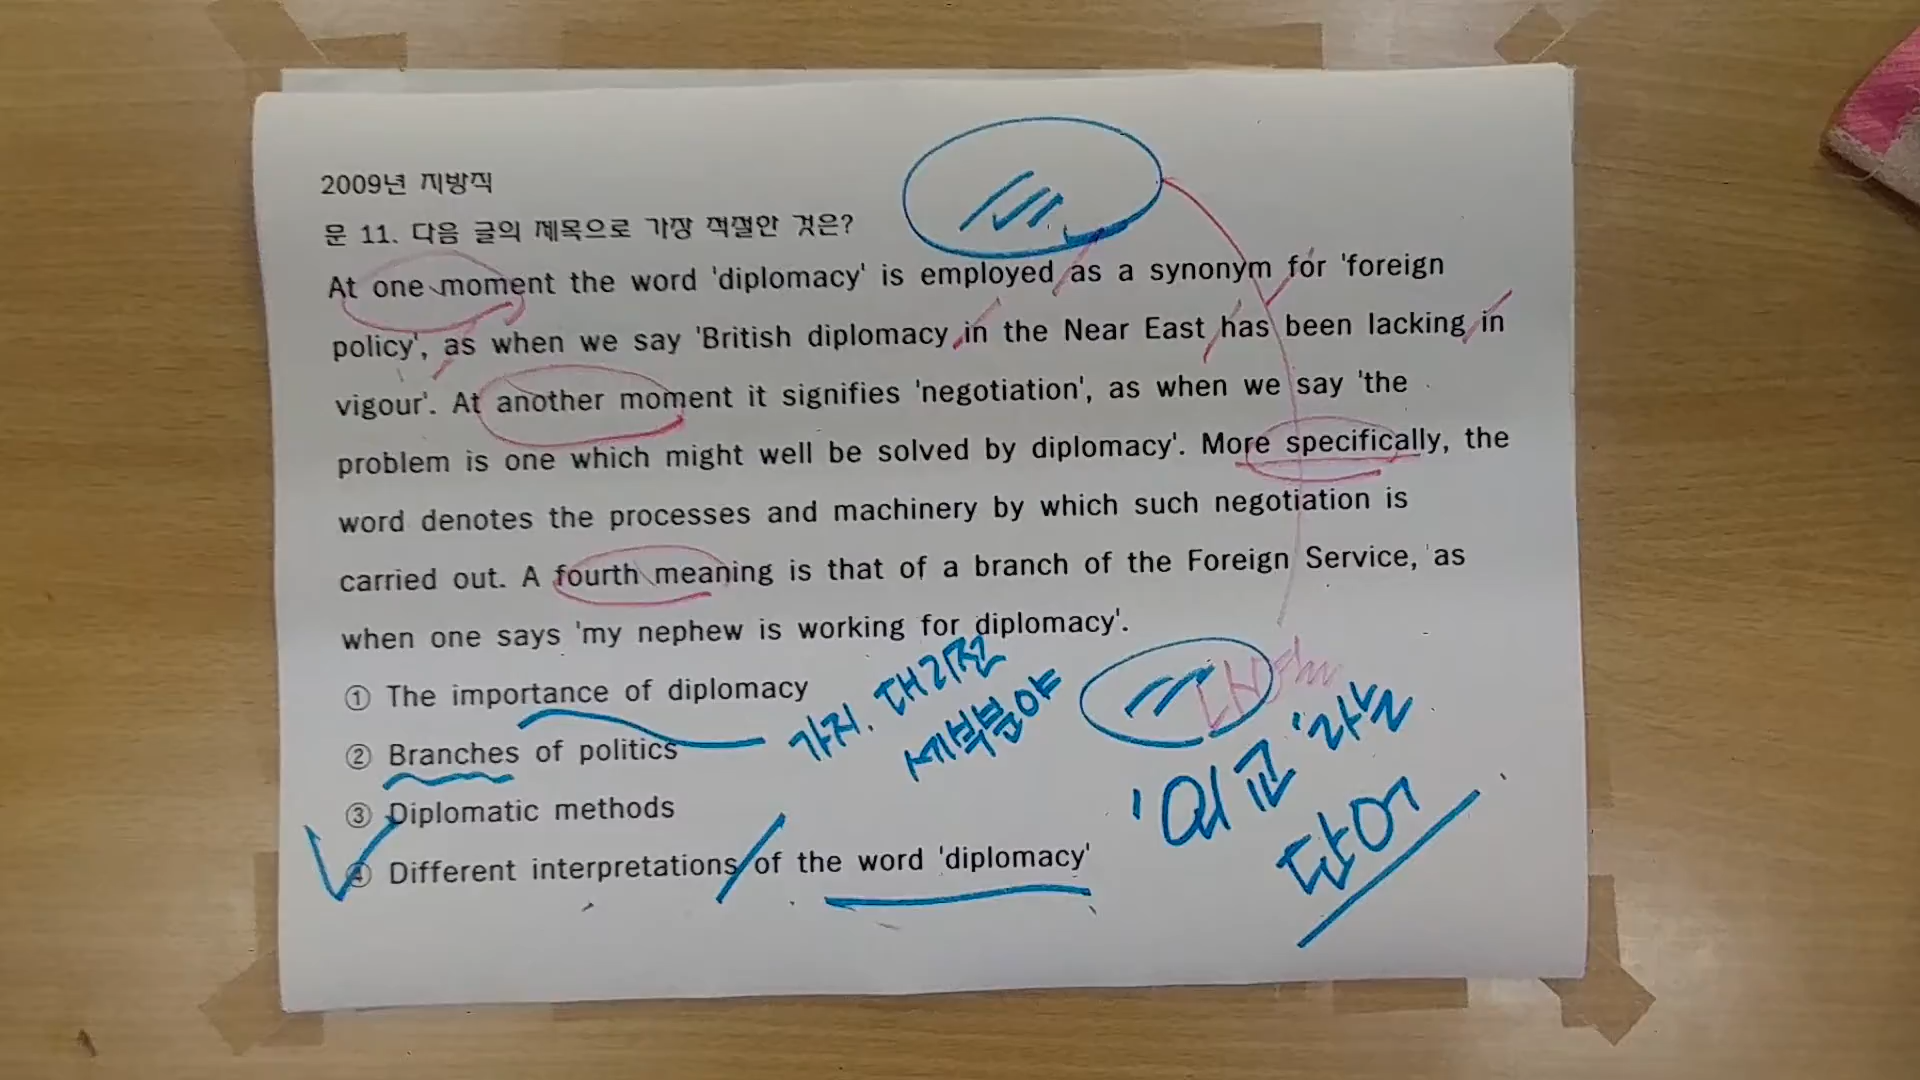 2009년 지방직
문 11. 다음 글의 제목으로 가장 적절한 것은?
At one moment the word 'diplomacy' is employed as a synonym for 'foreign
policy', as when we say 'British diplomacy in the Near East has been lacking in
vigour'. At another moment it signifies 'negotiation', as when we say 'the
problem is one which might well be solved by diplomacy'. More specifically, the
word denotes the processes and machinery by which such negotiation is
carried out. A fourth meaning is that of a branch of the Foreign Service, as
when one says 'my nephew is working for diplomacy'.
① The importance of diplomacy
② Branches of politics
③ Diplomatic methods
④ Different interpretations of the word 'diplomacy'
세부분야
'외교'라는
단어